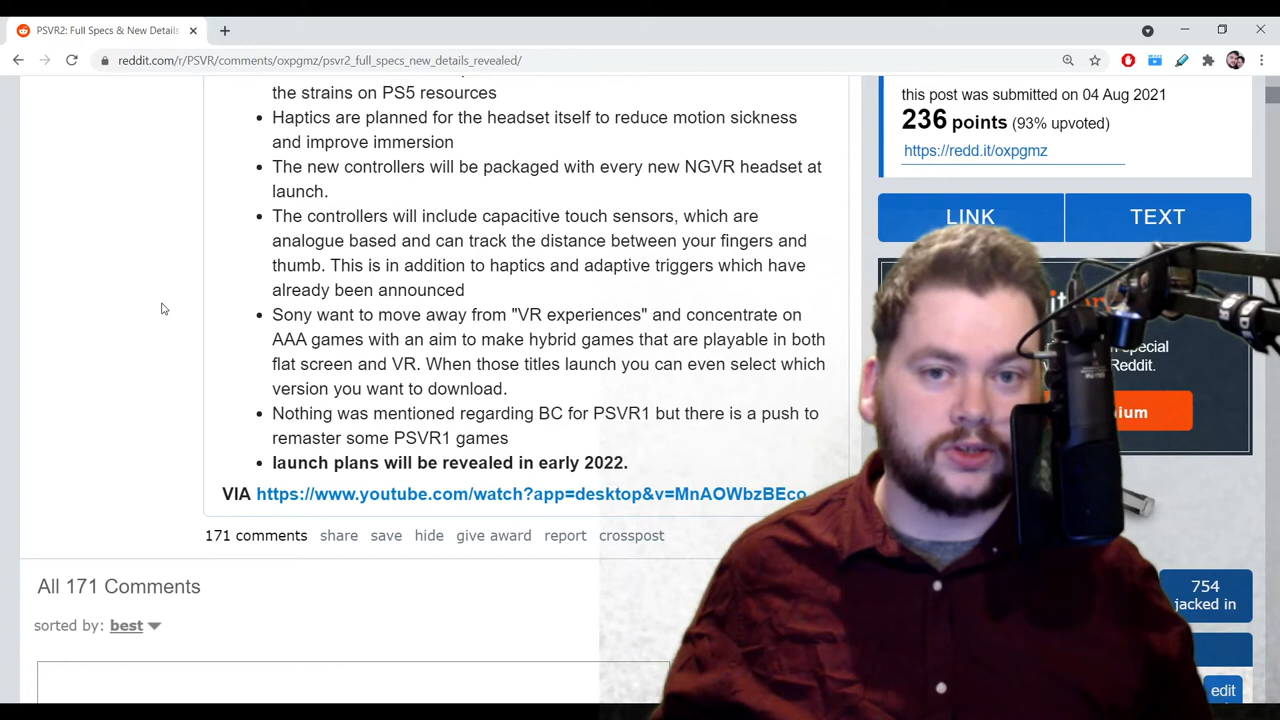 PSVR2: Full Specs & New Details
reddit.com/r/PSVR/comments/oxpgmz/psvr2_full_specs_new_details_revealed/
the strains on PS5 resources
Haptics are planned for the headset itself to reduce motion sickness
and improve immersion
The new controllers will be packaged with every new NGVR headset at
launch.
The controllers will include capacitive touch sensors, which are
analogue based and can track the distance between your fingers and
thumb. This is in addition to haptics and adaptive triggers which have
already been announced
Sony want to move away from "VR experiences" and concentrate on
AAA games with an aim to make hybrid games that are playable in both
flat screen and VR. When those titles launch you can even select which
version you want to download.
Nothing was mentioned regarding BC for PSVR1 but there is a push to
remaster some PSVR1 games
launch plans will be revealed in early 2022.
VIA https://www.youtube.com/watch?app=desktop&v=MnAOWbzBEco
171 comments share save hide give award report crosspost
All 171 Comments
sorted by: best
this post was submitted on 04 Aug 2021
236 points (93% upvoted)
https://redd.it/oxpgmz
LINK TEXT
special
Reddit.
754
jacked in
edit